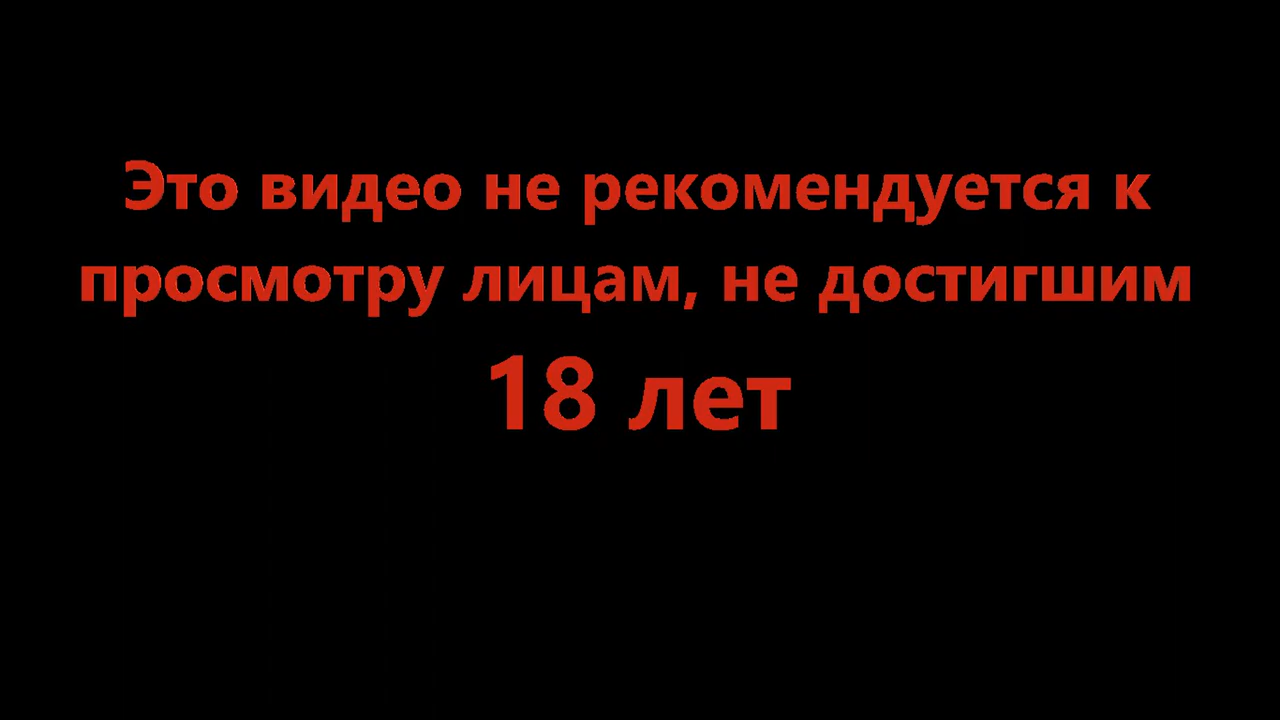 Это видео не рекомендуется к
просмотру лицам, не достигшим
18 лет